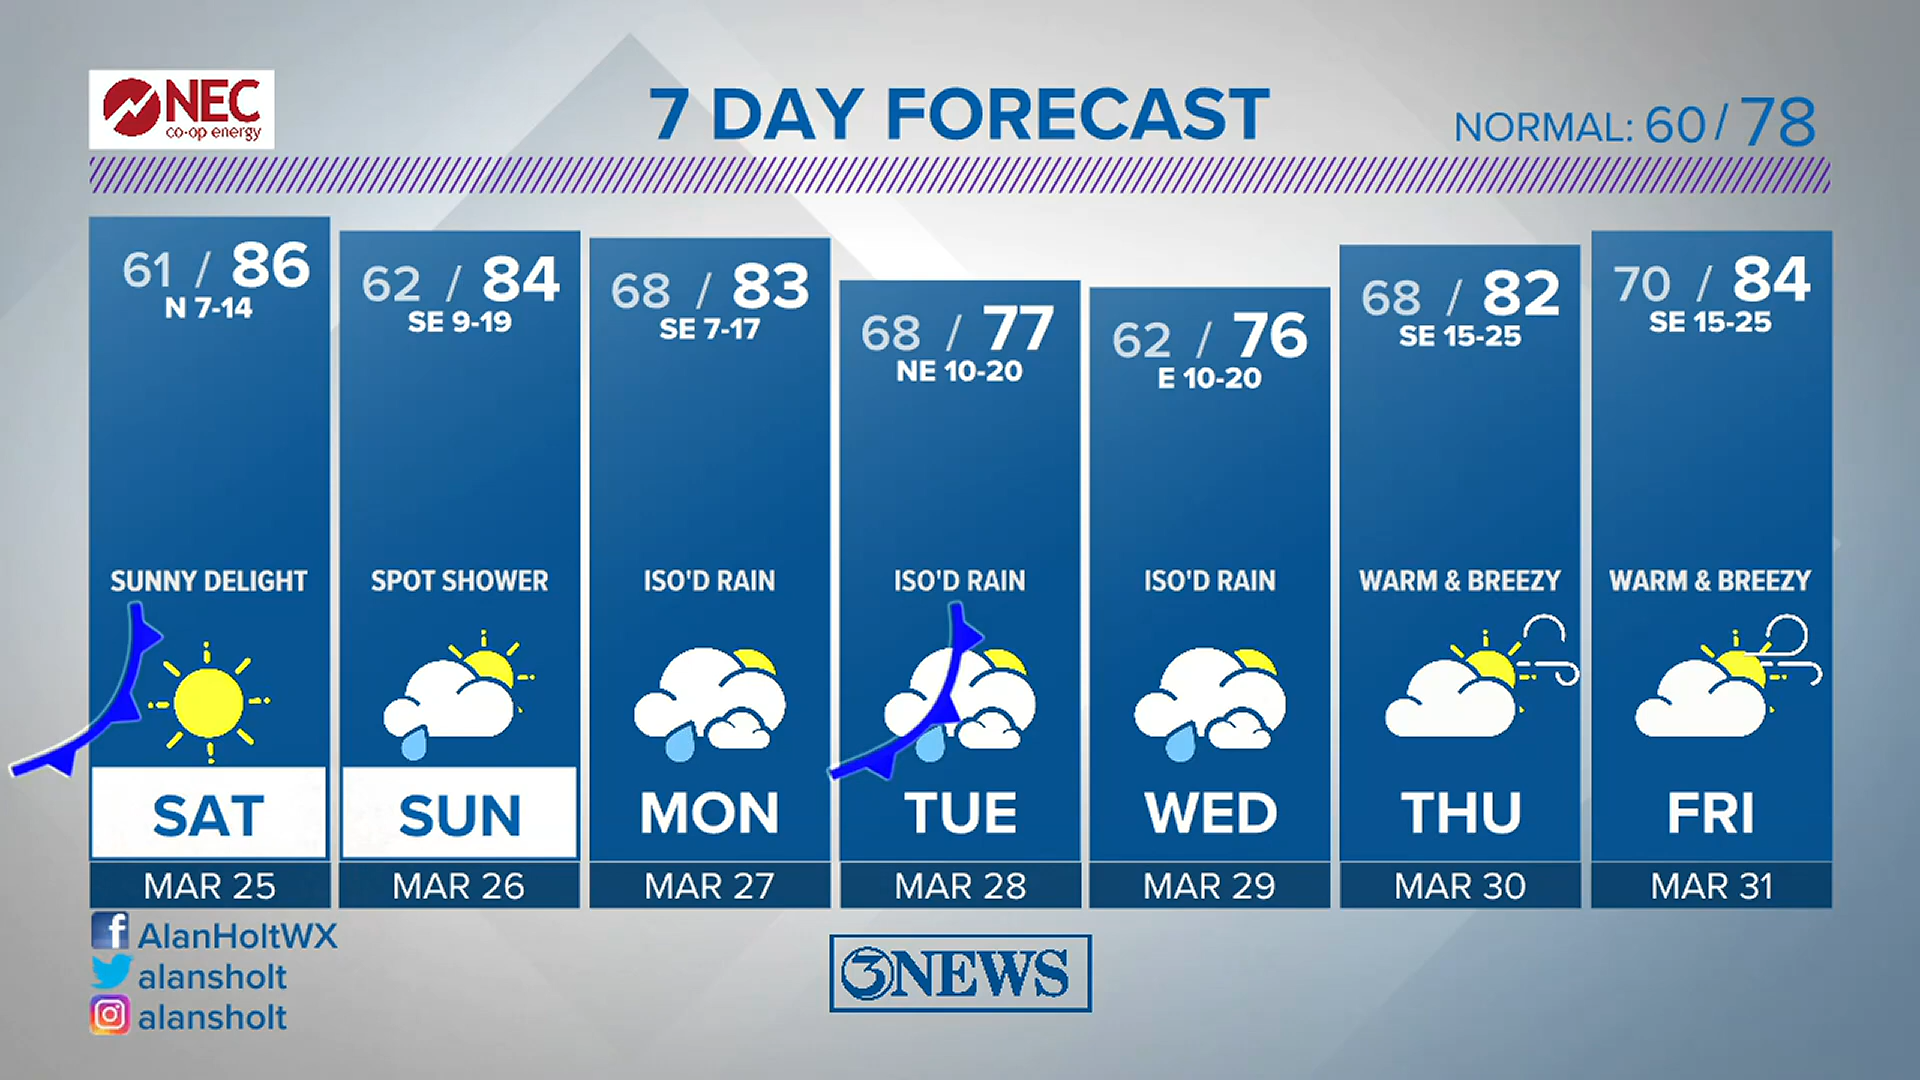 NEC
co-op energy
7 DAY FORECAST
NORMAL: 60 / 78
61 / 86
N 7-14
SUNNY DELIGHT
SAT
MAR 25
62 / 84
SE 9-19
SPOT SHOWER
SUN
MAR 26
68 / 83
SE 7-17
ISO'D RAIN
MON
MAR 27
68 / 77
NE 10-20
ISO'D RAIN
TUE
MAR 28
62 / 76
E 10-20
ISO'D RAIN
WED
MAR 29
68 / 82
SE 15-25
WARM & BREEZY
THU
MAR 30
70 / 84
SE 15-25
WARM & BREEZY
FRI
MAR 31
f AlanHoltWX
alansholt
alansholt
3NEWS